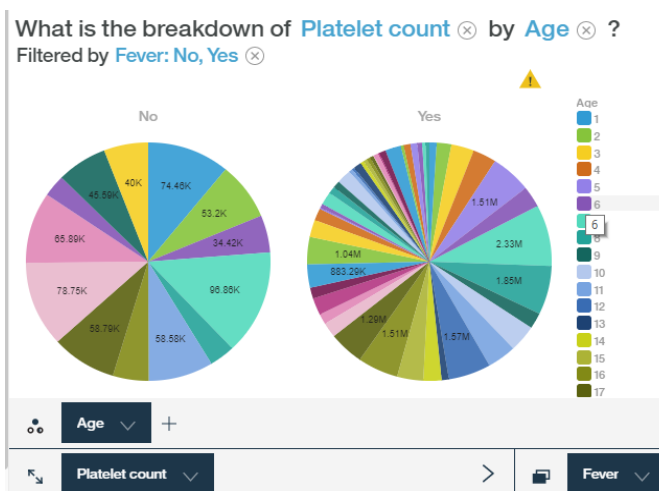 What is the breakdown of Platelet count by Age ?
Filtered by Fever: No, Yes
No
Yes
40K
74.46K
53.2K
34.42K
96.86K
58.58K
58.79K
78.75K
65.89K
45.59K
1.51M
2.33M
1.85M
1.57M
1.51M
1.29M
883.29K
1.04M
Age
1
2
3
4
5
6
6
8
9
10
11
12
13
14
15
16
17
Age
Platelet count
Fever